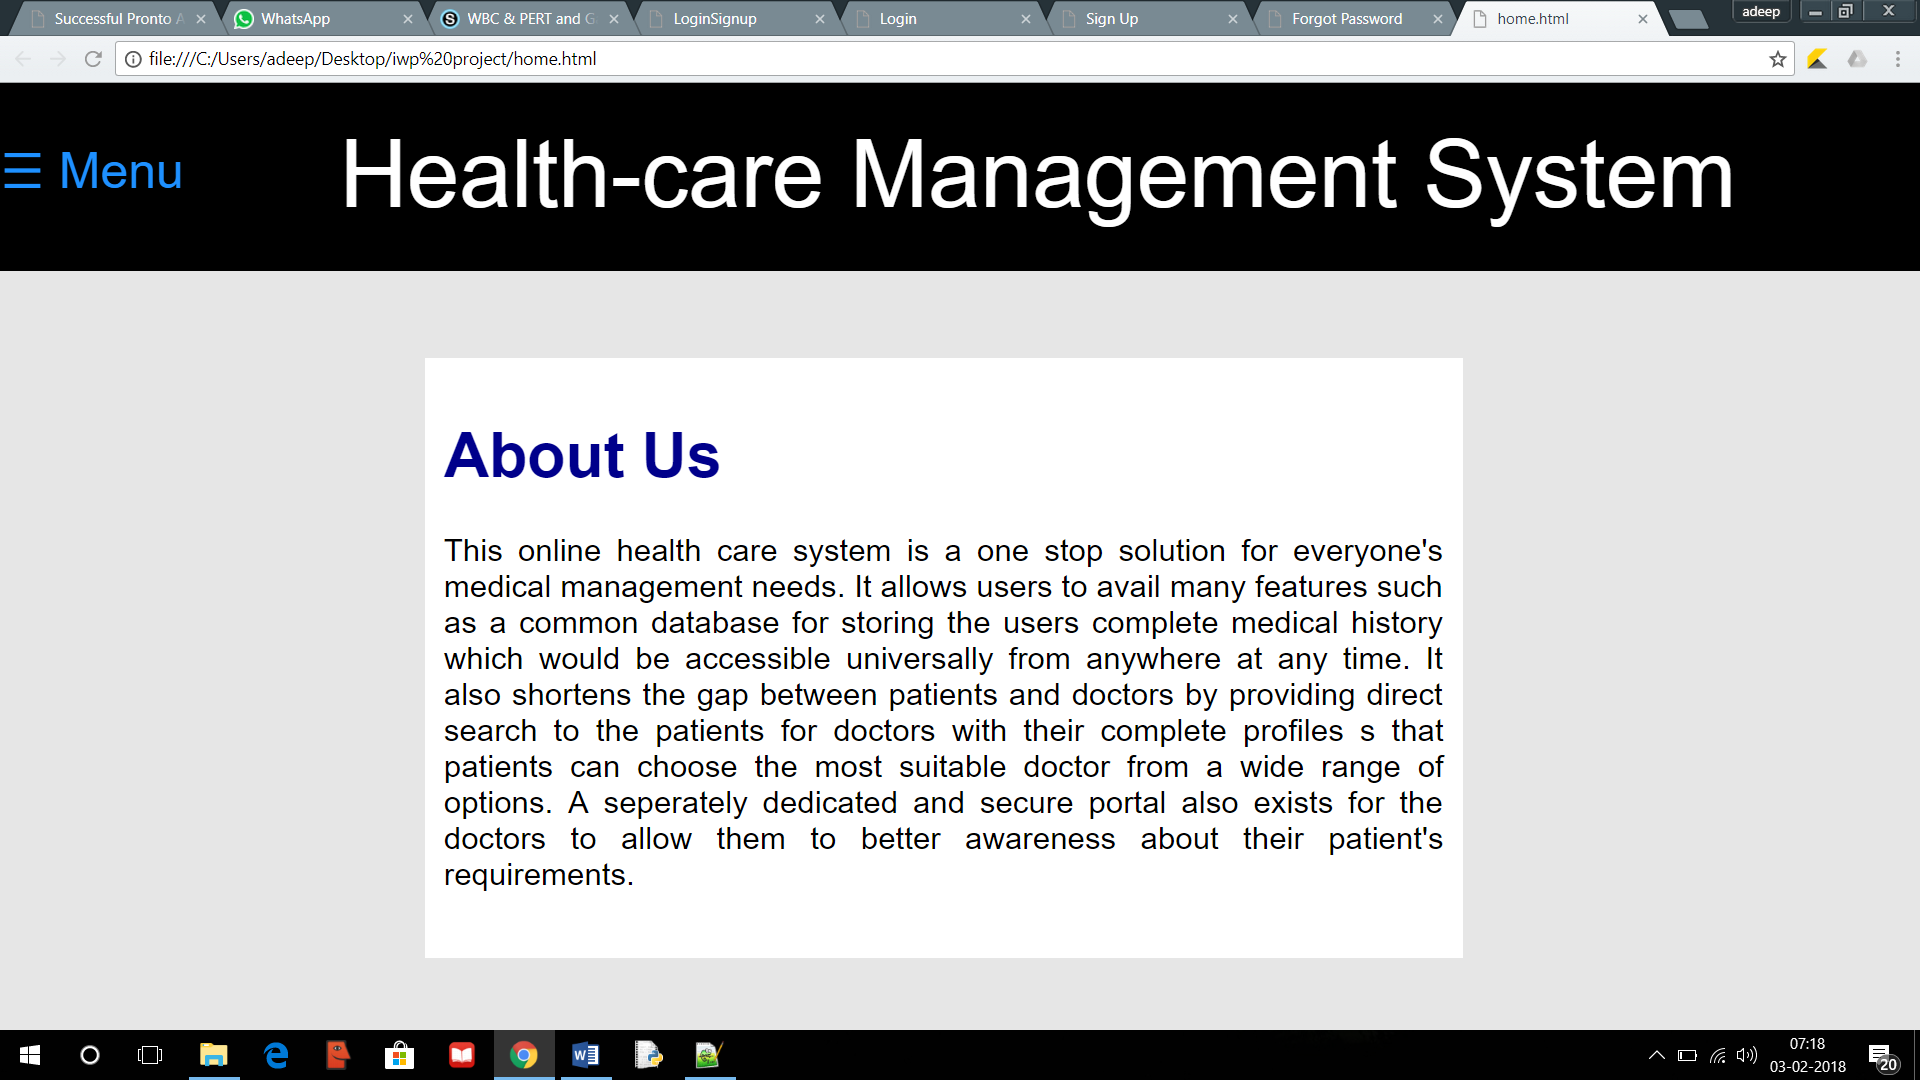 Successful Pronto A
WhatsApp
WBC & PERT and G
LoginSignup
Login
Sign Up
Forgot Password
home.html
adeep
file:///C:/Users/adeep/Desktop/iwp%20project/home.html
☰ Menu
Health-care Management System
About Us
This online health care system is a one stop solution for everyone's
medical management needs. It allows users to avail many features such
as a common database for storing the users complete medical history
which would be accessible universally from anywhere at any time. It
also shortens the gap between patients and doctors by providing direct
search to the patients for doctors with their complete profiles s that
patients can choose the most suitable doctor from a wide range of
options. A seperately dedicated and secure portal also exists for the
doctors to allow them to better awareness about their patient's
requirements.
07:18
03-02-2018
20